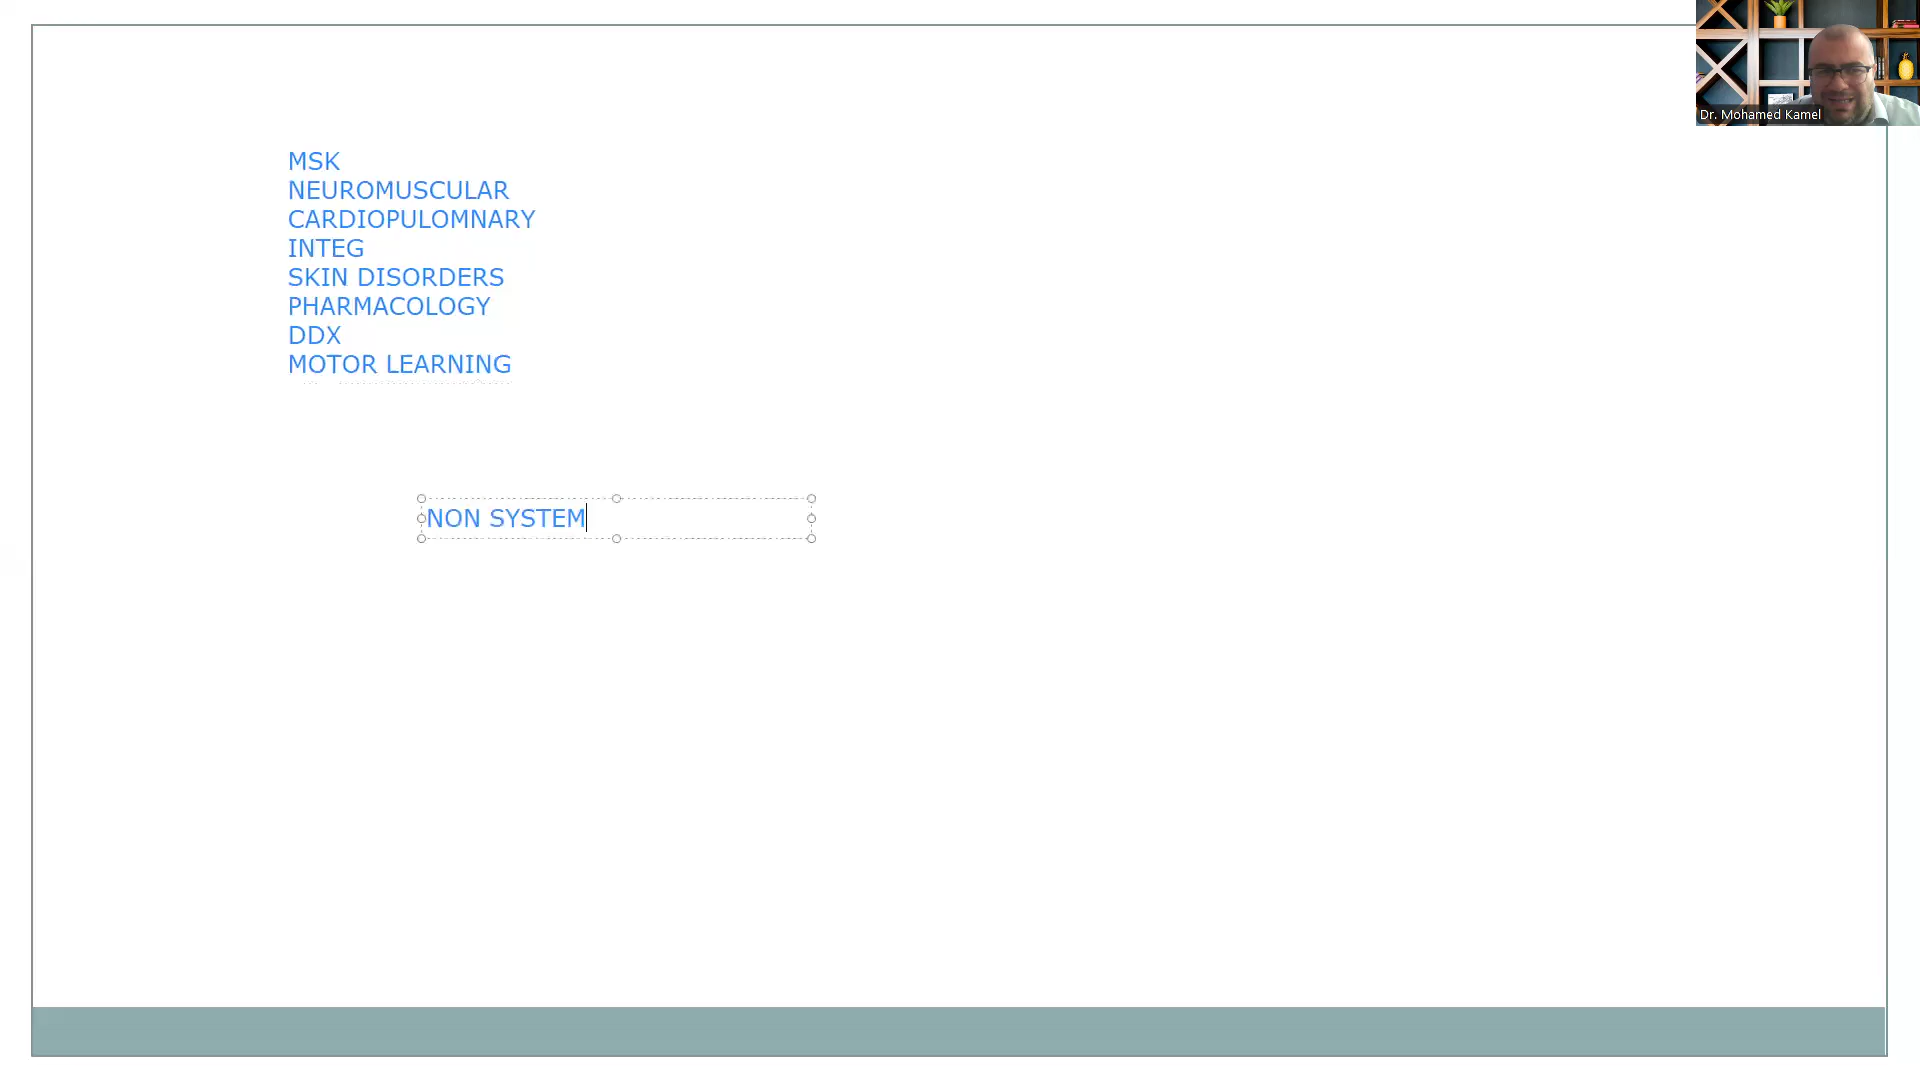 Dr. Mohamed Kamel
MSK
NEUROMUSCULAR
CARDIOPULOMNARY
INTEG
SKIN DISORDERS
PHARMACOLOGY
DDX
MOTOR LEARNING
NON SYSTEM